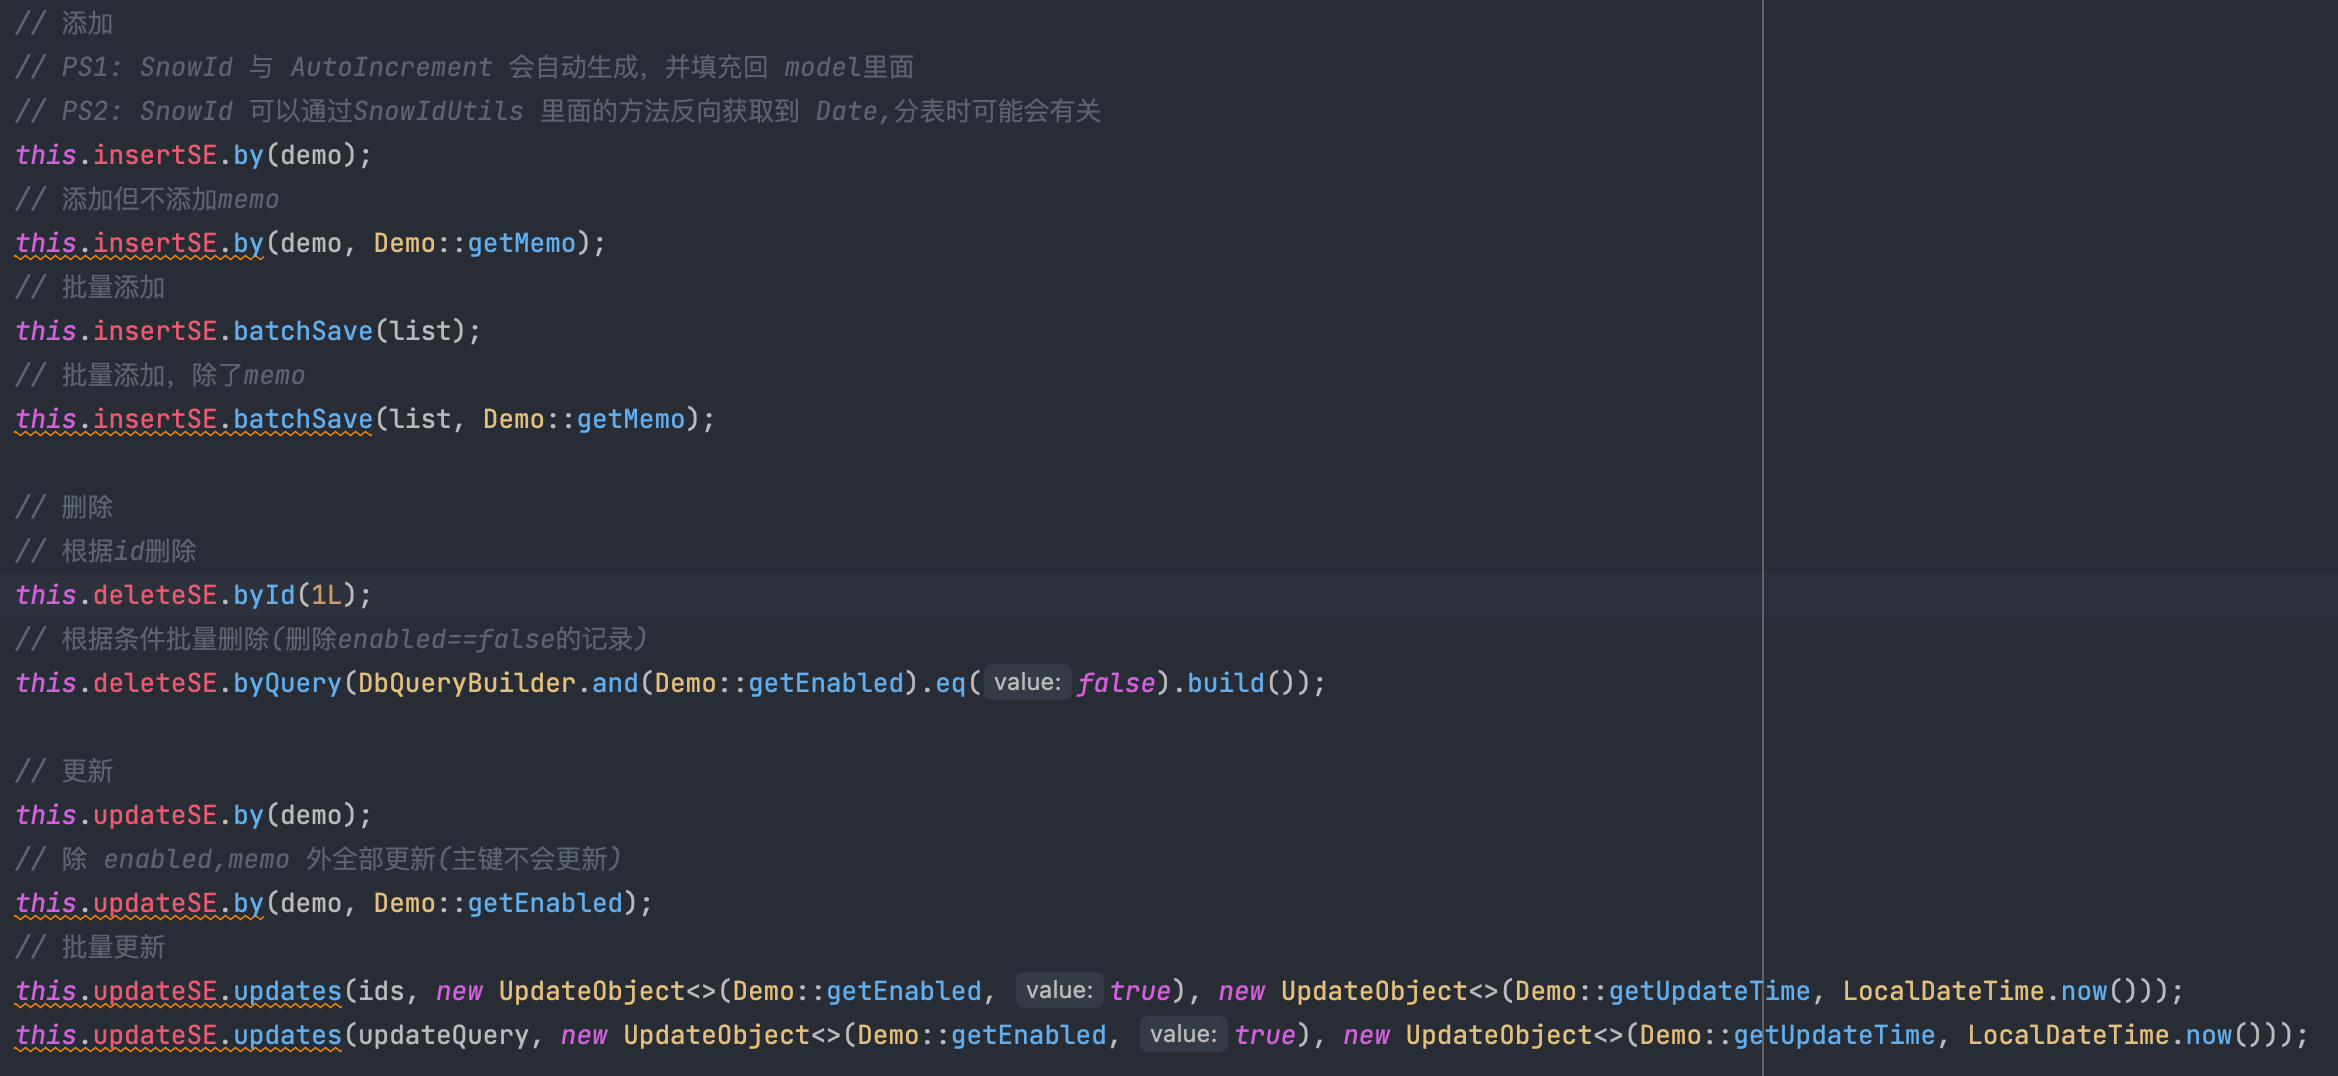 // 添加
// PS1: SnowId 与 AutoIncrement 会自动生成，并填充回 model里面
// PS2: SnowId 可以通过SnowIdUtils 里面的方法反向获取到 Date,分表时可能会有关
this.insertSE.by(demo);
// 添加但不添加memo
this.insertSE.by(demo, Demo::getMemo);
// 批量添加
this.insertSE.batchSave(list);
// 批量添加，除了memo
this.insertSE.batchSave(list, Demo::getMemo);
// 删除
// 根据id删除
this.deleteSE.byId(1L);
// 根据条件批量删除(删除enabled==false的记录)
this.deleteSE.byQuery(DbQueryBuilder.and(Demo::getEnabled).eq( value: false).build());
// 更新
this.updateSE.by(demo);
// 除 enabled,memo 外全部更新(主键不会更新)
this.updateSE.by(demo, Demo::getEnabled);
// 批量更新
this.updateSE.updates(ids, new UpdateObject<>(Demo::getEnabled, value: true), new UpdateObject<>(Demo::getUpdateTime, LocalDateTime.now()));
this.updateSE.updates(updateQuery, new UpdateObject<>(Demo::getEnabled, value: true), new UpdateObject<>(Demo::getUpdateTime, LocalDateTime.now()));